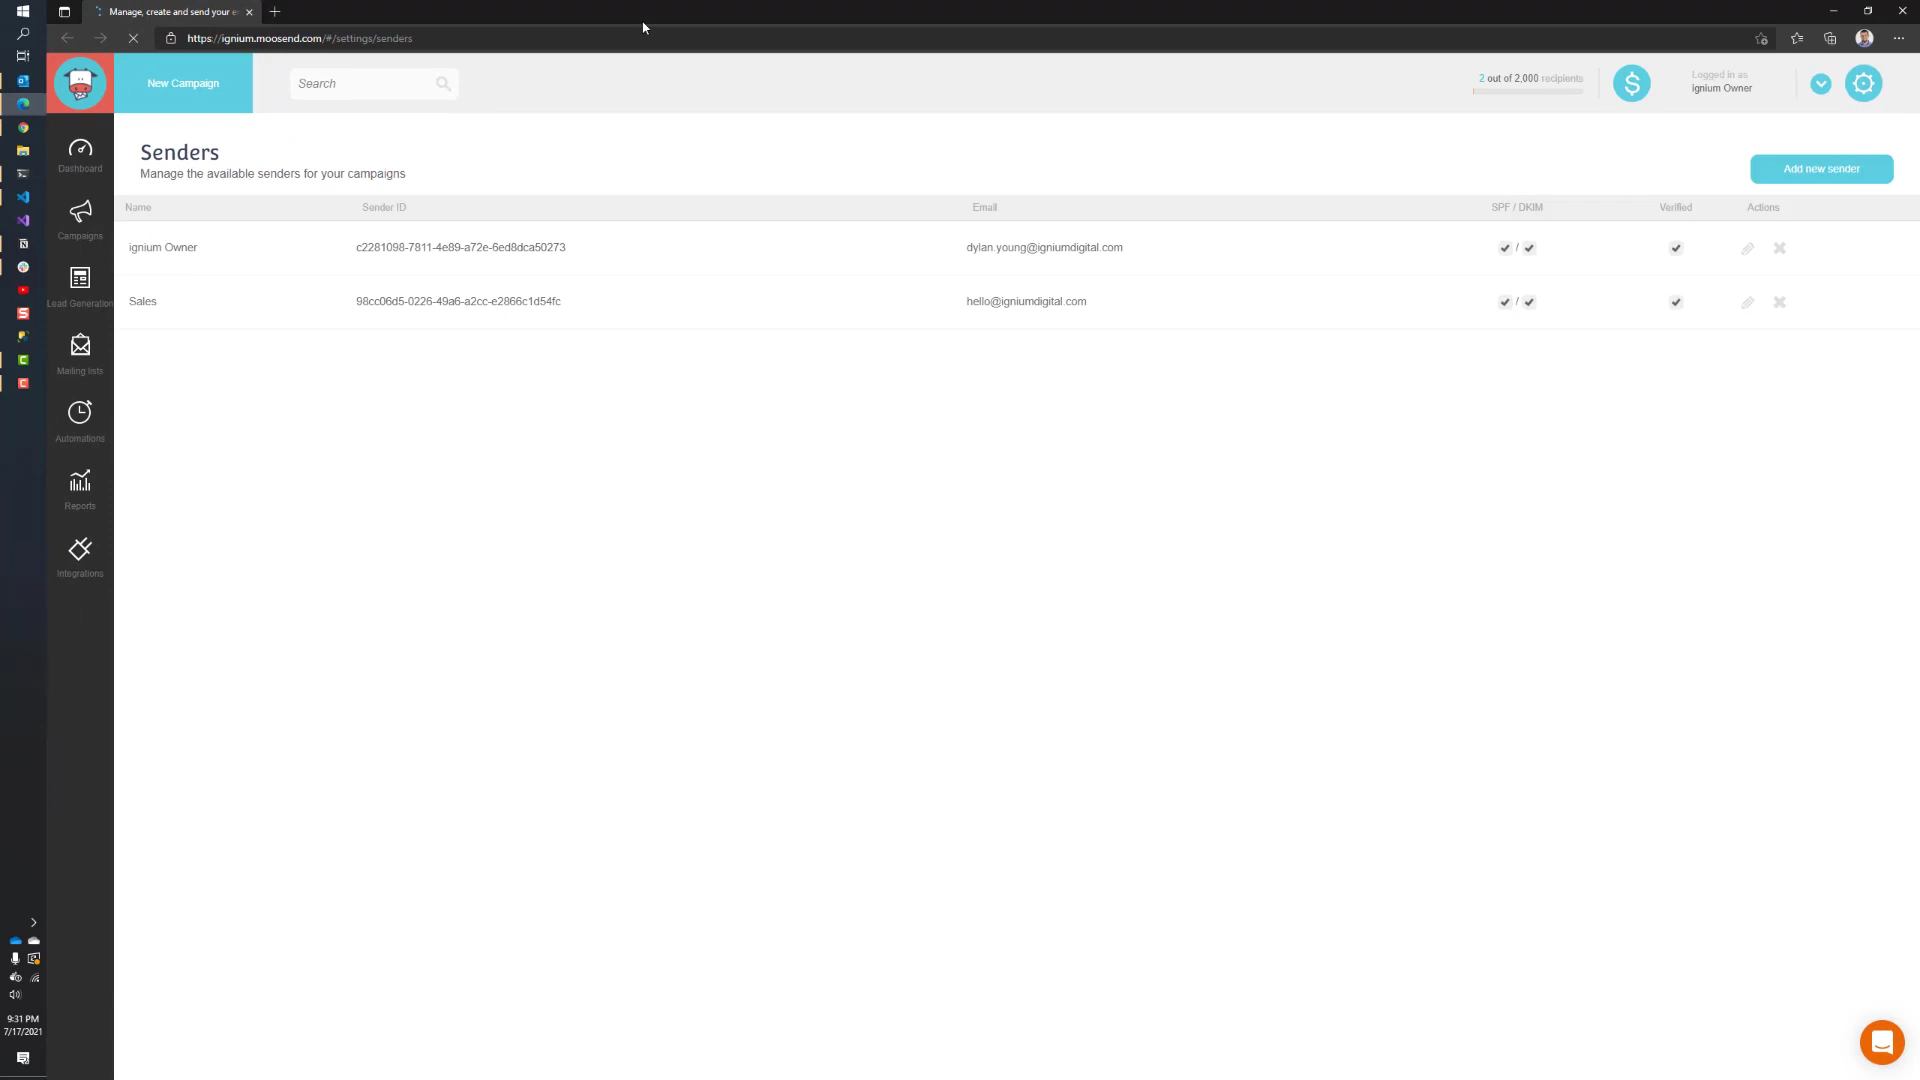 Manage, create and send your e
https://ignium.moosend.com/#/settings/senders
New Campaign
Search
2 out of 2,000 recipients
Logged in as
ignium Owner
Dashboard
Campaigns
Lead Generation
Mailing lists
Automations
Reports
Integrations
Senders
Manage the available senders for your campaigns
Add new sender
Name Sender ID Email SPF / DKIM Verified Actions
ignium Owner c2281098-7811-4e89-a72e-6ed8dca50273 dylan.young@igniumdigital.com /
Sales 98cc06d5-0226-49a6-a2cc-e2866c1d54fc hello@igniumdigital.com /
9:31 PM
7/17/2021